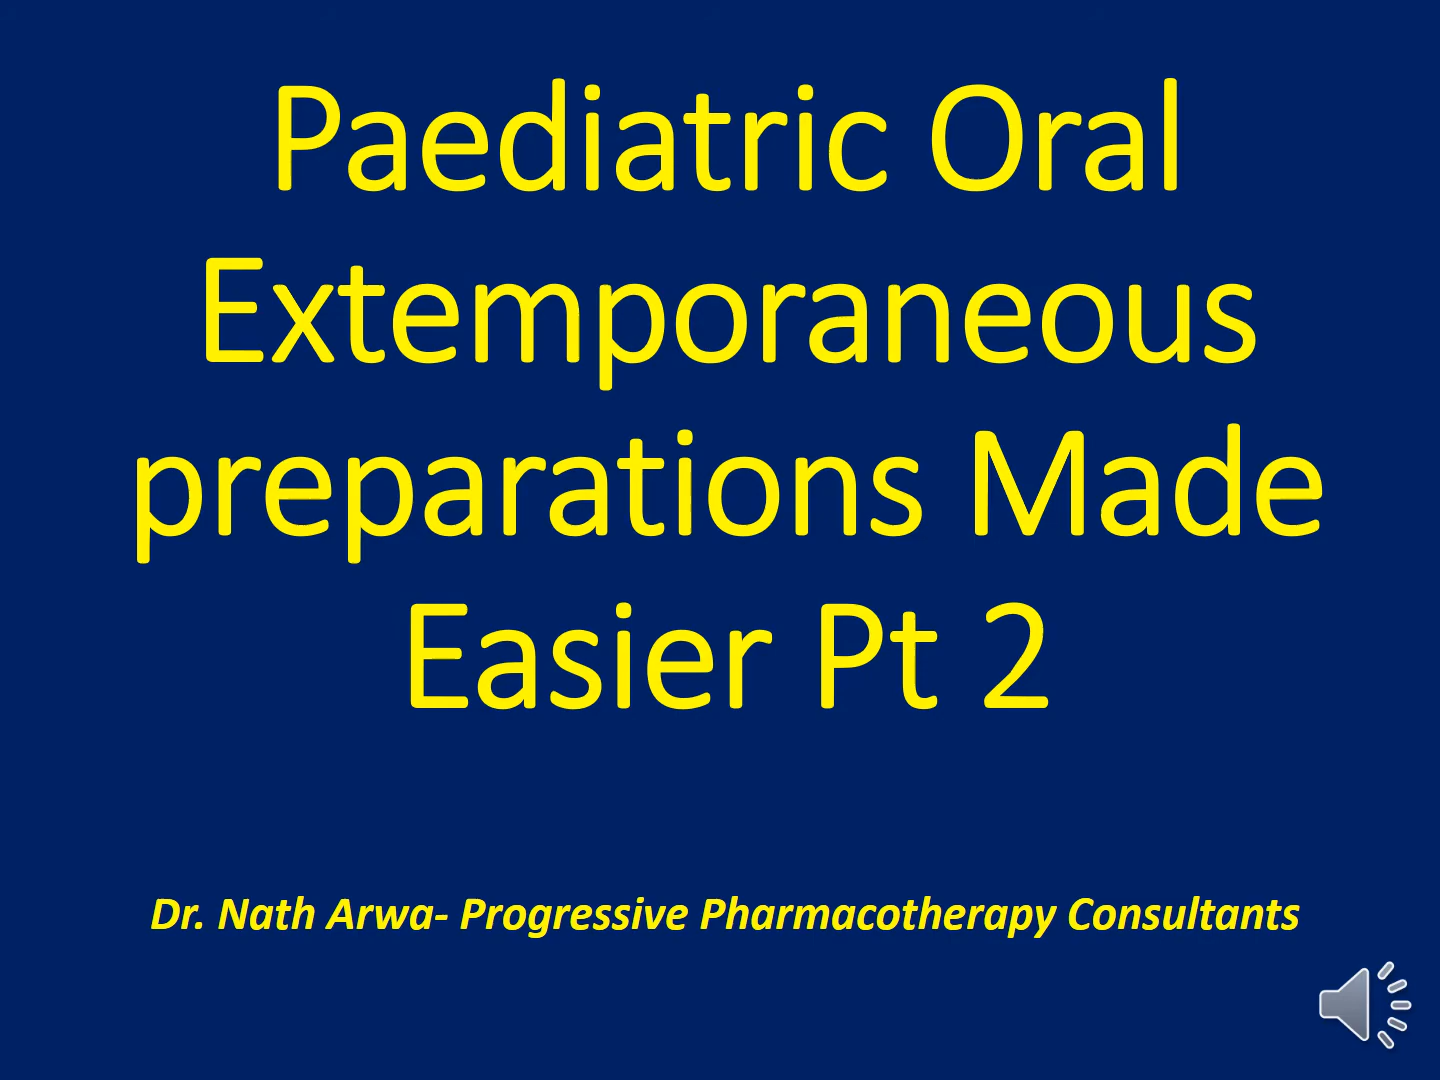 Paediatric Oral
Extemporaneous
preparations Made
Easier Pt 2
Dr. Nath Arwa- Progressive Pharmacotherapy Consultants